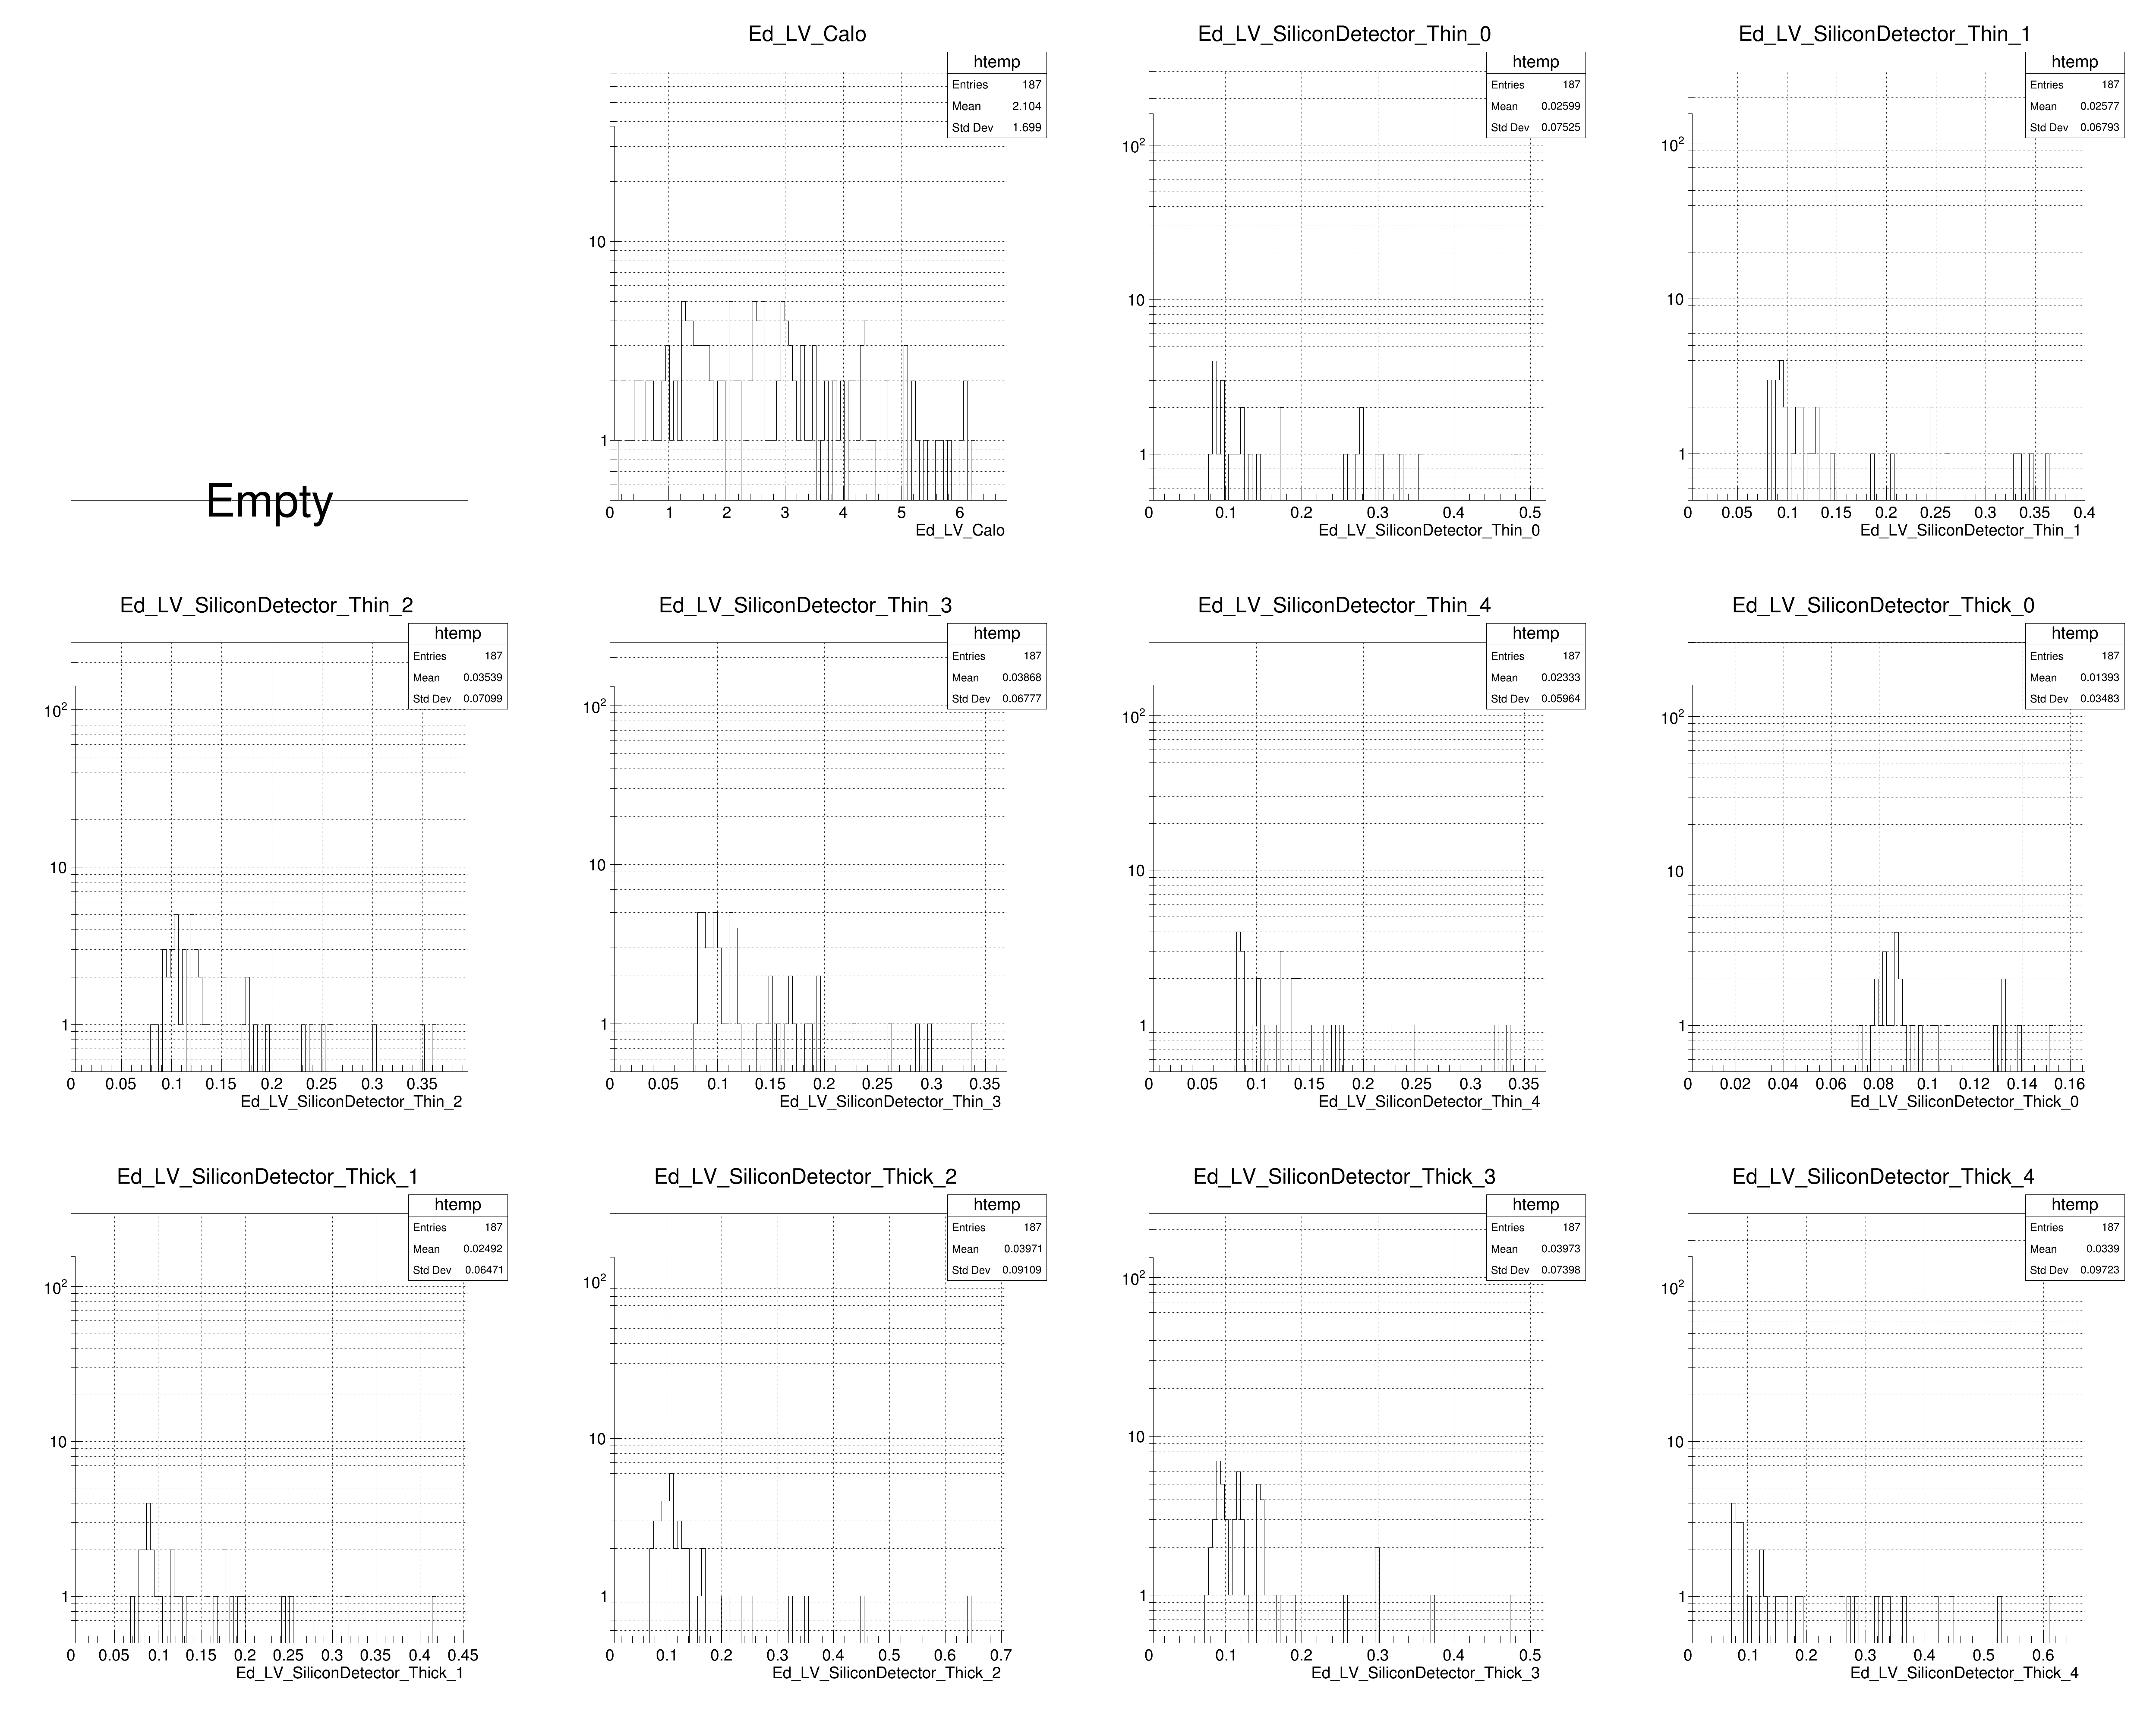 Empty
Ed_LV_Calo
htemp
Entries 187
Mean 2.104
Std Dev 1.699
10
1
0 1 2 3 4 5 6
Ed_LV_Calo
Ed_LV_SiliconDetector_Thin_0
htemp
Entries 187
Mean 0.02599
Std Dev 0.07525
10²
10
1
0 0.1 0.2 0.3 0.4 0.5
Ed_LV_SiliconDetector_Thin_0
Ed_LV_SiliconDetector_Thin_1
htemp
Entries 187
Mean 0.02577
Std Dev 0.06793
10²
10
1
0 0.05 0.1 0.15 0.2 0.25 0.3 0.35 0.4
Ed_LV_SiliconDetector_Thin_1
Ed_LV_SiliconDetector_Thin_2
htemp
Entries 187
Mean 0.03539
Std Dev 0.07099
10²
10
1
0 0.05 0.1 0.15 0.2 0.25 0.3 0.35
Ed_LV_SiliconDetector_Thin_2
Ed_LV_SiliconDetector_Thin_3
htemp
Entries 187
Mean 0.03868
Std Dev 0.06777
10²
10
1
0 0.05 0.1 0.15 0.2 0.25 0.3 0.35
Ed_LV_SiliconDetector_Thin_3
Ed_LV_SiliconDetector_Thin_4
htemp
Entries 187
Mean 0.02333
Std Dev 0.05964
10²
10
1
0 0.05 0.1 0.15 0.2 0.25 0.3 0.35
Ed_LV_SiliconDetector_Thin_4
Ed_LV_SiliconDetector_Thick_0
htemp
Entries 187
Mean 0.01393
Std Dev 0.03483
10²
10
1
0 0.02 0.04 0.06 0.08 0.1 0.12 0.14 0.16
Ed_LV_SiliconDetector_Thick_0
Ed_LV_SiliconDetector_Thick_1
htemp
Entries 187
Mean 0.02492
Std Dev 0.06471
10²
10
1
0 0.05 0.1 0.15 0.2 0.25 0.3 0.35 0.4 0.45
Ed_LV_SiliconDetector_Thick_1
Ed_LV_SiliconDetector_Thick_2
htemp
Entries 187
Mean 0.03971
Std Dev 0.09109
10²
10
1
0 0.1 0.2 0.3 0.4 0.5 0.6 0.7
Ed_LV_SiliconDetector_Thick_2
Ed_LV_SiliconDetector_Thick_3
htemp
Entries 187
Mean 0.03973
Std Dev 0.07398
10²
10
1
0 0.1 0.2 0.3 0.4 0.5
Ed_LV_SiliconDetector_Thick_3
Ed_LV_SiliconDetector_Thick_4
htemp
Entries 187
Mean 0.0339
Std Dev 0.09723
10²
10
1
0 0.1 0.2 0.3 0.4 0.5 0.6
Ed_LV_SiliconDetector_Thick_4